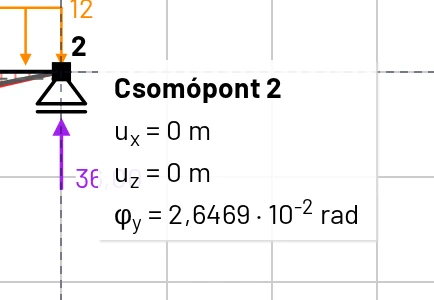 12
2
Csomópont 2
uₓ = 0 m
u_z = 0 m
φ_y = 2,6469 · 10⁻² rad